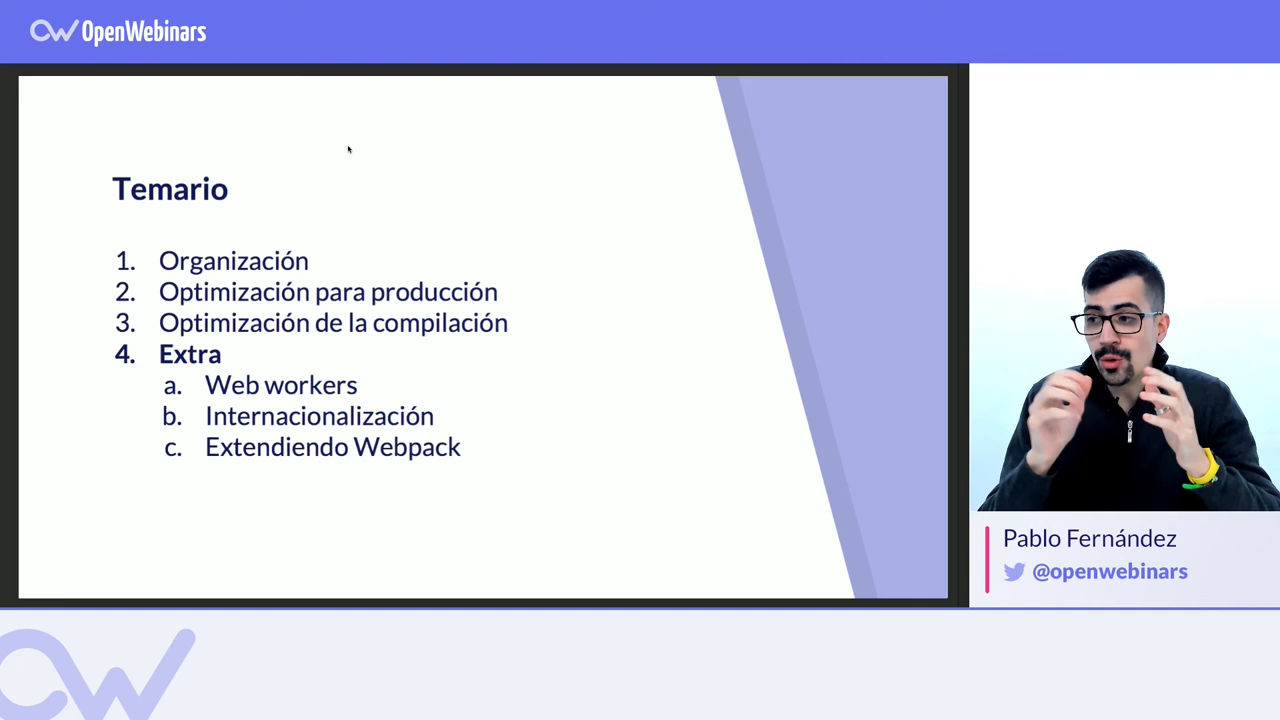 OpenWebinars
Temario
1. Organización
2. Optimización para producción
3. Optimización de la compilación
4. Extra
a. Web workers
b. Internacionalización
c. Extendiendo Webpack
Pablo Fernández
@openwebinars